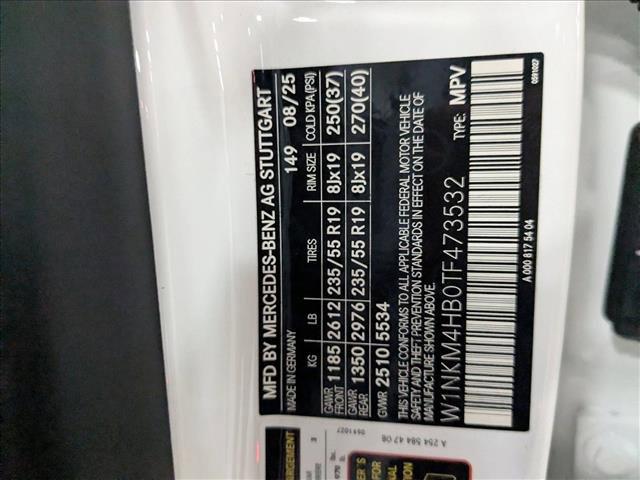 MFD BY MERCEDES-BENZ AG STUTTGART
MADE IN GERMANY 149 08/25
KG LB TIRES RIM SIZE COLD KPA/(PSI)
GAWR FRONT 1185 2612 235/55 R19 8Jx19 250(37)
GAWR REAR 1350 2976 235/55 R19 8Jx19 270(40)
GVWR 2510 5534
THIS VEHICLE CONFORMS TO ALL APPLICABLE FEDERAL MOTOR VEHICLE
SAFETY AND THEFT PREVENTION STANDARDS IN EFFECT ON THE DATE OF
MANUFACTURE SHOWN ABOVE.
W1NKM4HB0TF473532 TYPE: MPV
A 000 817 54 04
0591027
A 254 584 47 08
0591027